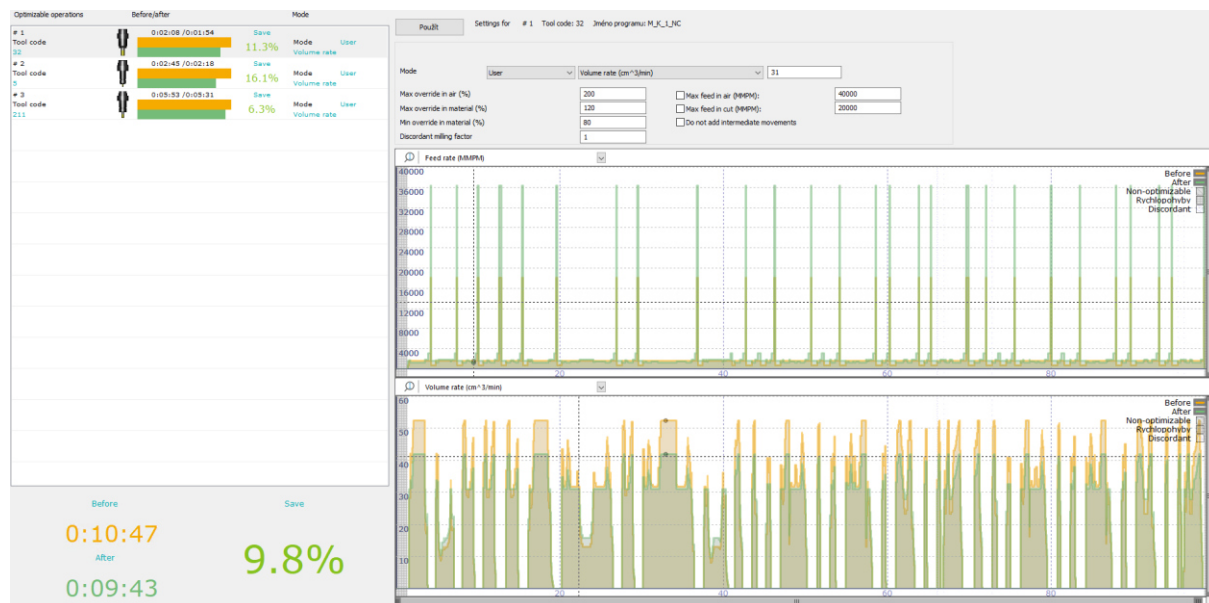 Optimizable operations Before/after Mode
# 1 0:02:08 /0:01:54 Save
Tool code 11.3% Mode User
32 Volume rate
# 2 0:02:45 /0:02:18 Save
Tool code 16.1% Mode User
5 Volume rate
# 3 0:05:53 /0:05:31 Save
Tool code 6.3% Mode User
211 Volume rate
Before Save
0:10:47
After 9.8%
0:09:43
Použít Settings for # 1 Tool code: 32 Jméno programu: M_K_1_NC
Mode User Volume rate (cm^3/min) 31
Max override in air (%) 200 Max feed in air (MMPM): 40000
Max override in material (%) 120 Max feed in cut (MMPM): 20000
Min override in material (%) 80 Do not add intermediate movements
Discordant milling factor 1
Feed rate (MMPM)
40000
36000
32000
28000
24000
20000
16000
12000
8000
4000
20 40 60 80
Before
After
Non-optimizable
Rychlopohyby
Discordant
Volume rate (cm^3/min)
60
50
40
30
20
10
20 40 60 80
Before
After
Non-optimizable
Rychlopohyby
Discordant